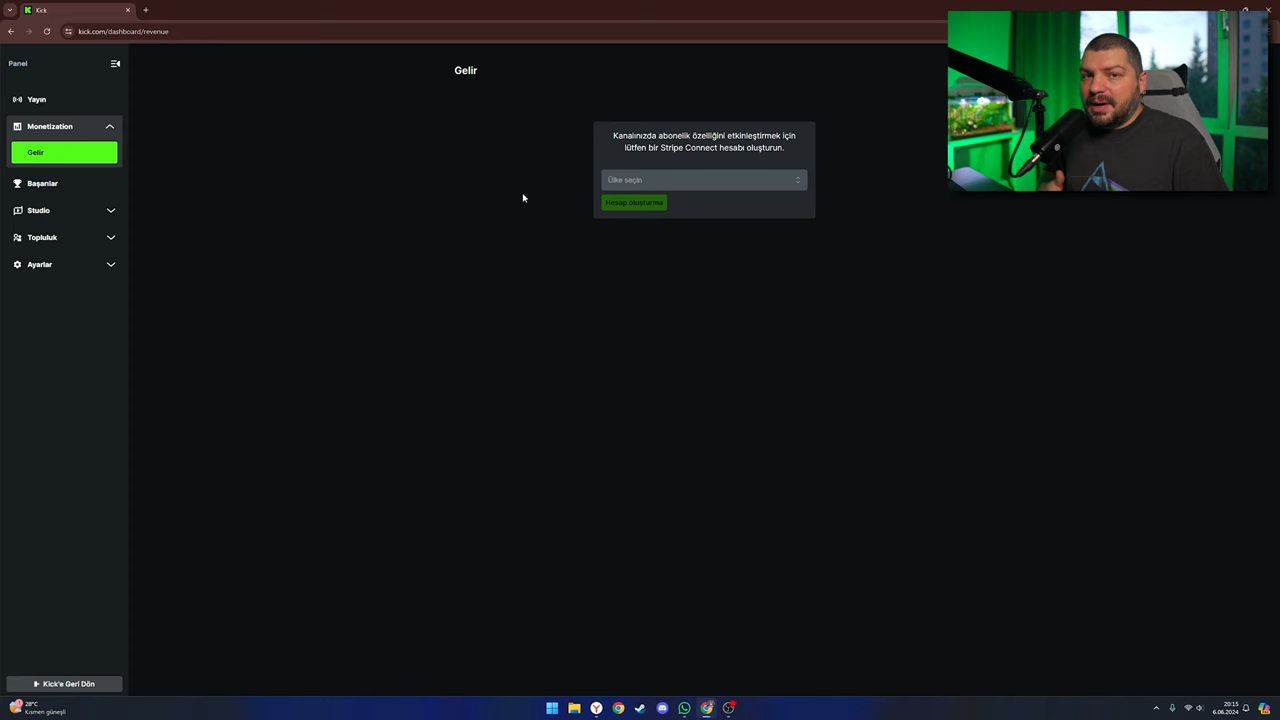 Kick
kick.com/dashboard/revenue
Panel
Gelir
Yayın
Monetization
Gelir
Başarılar
Studio
Topluluk
Ayarlar
Kanalınızda abonelik özelliğini etkinleştirmek için
lütfen bir Stripe Connect hesabı oluşturun.
Ülke seçin
Hesap oluşturma
Kick'e Geri Dön
28°C
Kısmen güneşli
20:15
6.06.2024